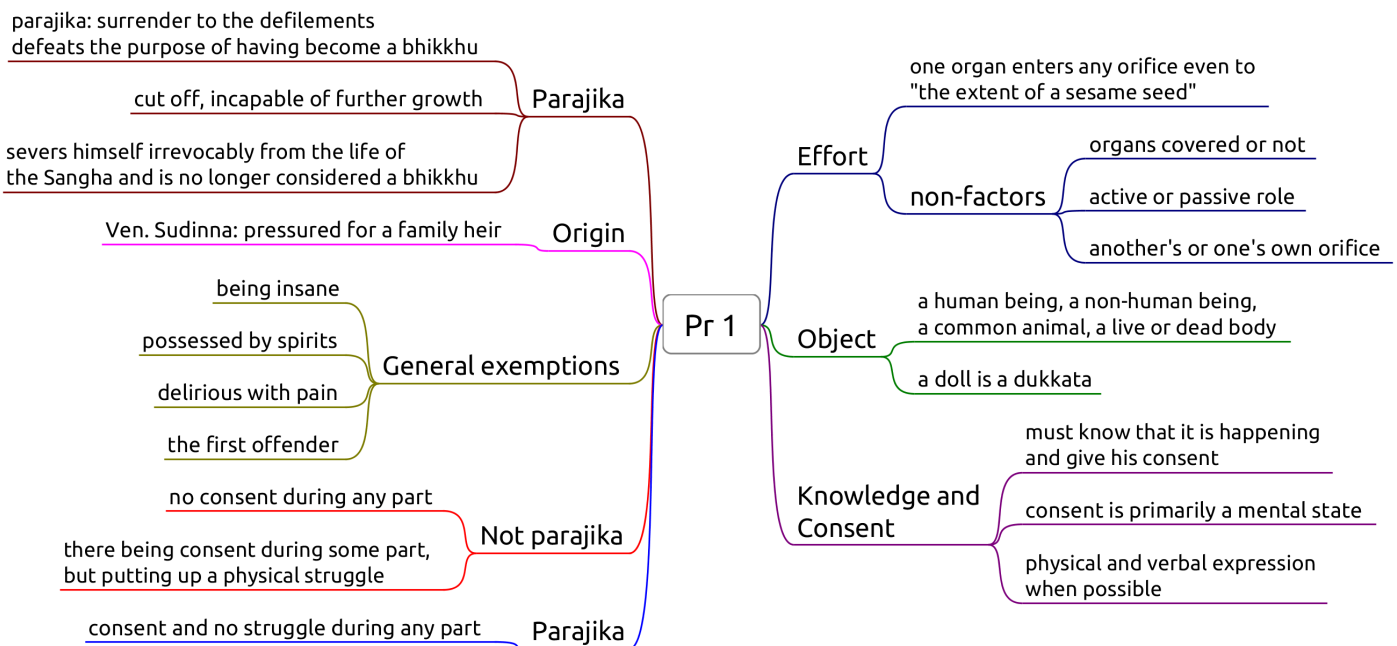 Pr 1
parajika: surrender to the defilements
defeats the purpose of having become a bhikkhu
cut off, incapable of further growth
severs himself irrevocably from the life of
the Sangha and is no longer considered a bhikkhu
Parajika
Ven. Sudinna: pressured for a family heir
Origin
being insane
possessed by spirits
delirious with pain
the first offender
General exemptions
no consent during any part
there being consent during some part,
but putting up a physical struggle
Not parajika
consent and no struggle during any part
Parajika
Effort
one organ enters any orifice even to
"the extent of a sesame seed"
non-factors
organs covered or not
active or passive role
another's or one's own orifice
Object
a human being, a non-human being,
a common animal, a live or dead body
a doll is a dukkata
Knowledge and
Consent
must know that it is happening
and give his consent
consent is primarily a mental state
physical and verbal expression
when possible